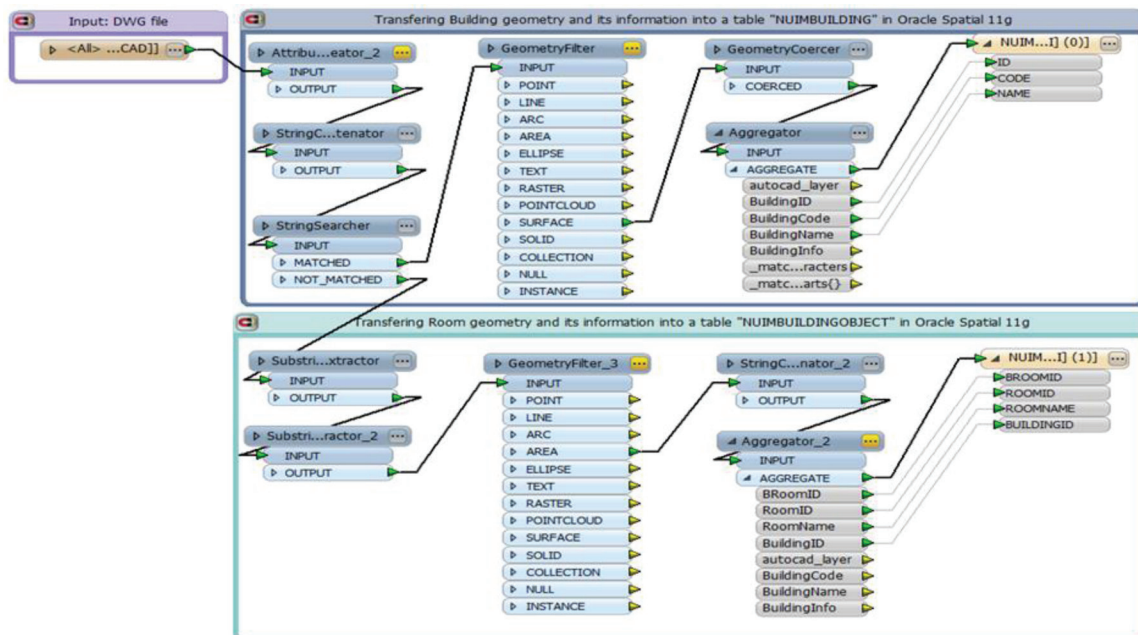 Input: DWG file
<All> ...CAD]]
Transfering Building geometry and its information into a table "NUIMBUILDING" in Oracle Spatial 11g
Attribu...eator_2
INPUT
OUTPUT
StringC...tenator
INPUT
OUTPUT
StringSearcher
INPUT
MATCHED
NOT_MATCHED
GeometryFilter
INPUT
POINT
LINE
ARC
AREA
ELLIPSE
TEXT
RASTER
POINTCLOUD
SURFACE
SOLID
COLLECTION
NULL
INSTANCE
GeometryCoercer
INPUT
COERCED
Aggregator
INPUT
AGGREGATE
autocad_layer
BuildingID
BuildingCode
BuildingName
BuildingInfo
_matc...racters
_matc...arts{}
NUIM...I] (0)]
ID
CODE
NAME
Transfering Room geometry and its information into a table "NUIMBUILDINGOBJECT" in Oracle Spatial 11g
Substri...xtractor
INPUT
OUTPUT
Substri...ractor_2
INPUT
OUTPUT
GeometryFilter_3
INPUT
POINT
LINE
ARC
AREA
ELLIPSE
TEXT
RASTER
POINTCLOUD
SURFACE
SOLID
COLLECTION
NULL
INSTANCE
StringC...nator_2
INPUT
OUTPUT
Aggregator_2
INPUT
AGGREGATE
BRoomID
RoomID
RoomName
BuildingID
autocad_layer
BuildingCode
BuildingName
BuildingInfo
NUIM...I] (1)]
BROOMID
ROOMID
ROOMNAME
BUILDINGID